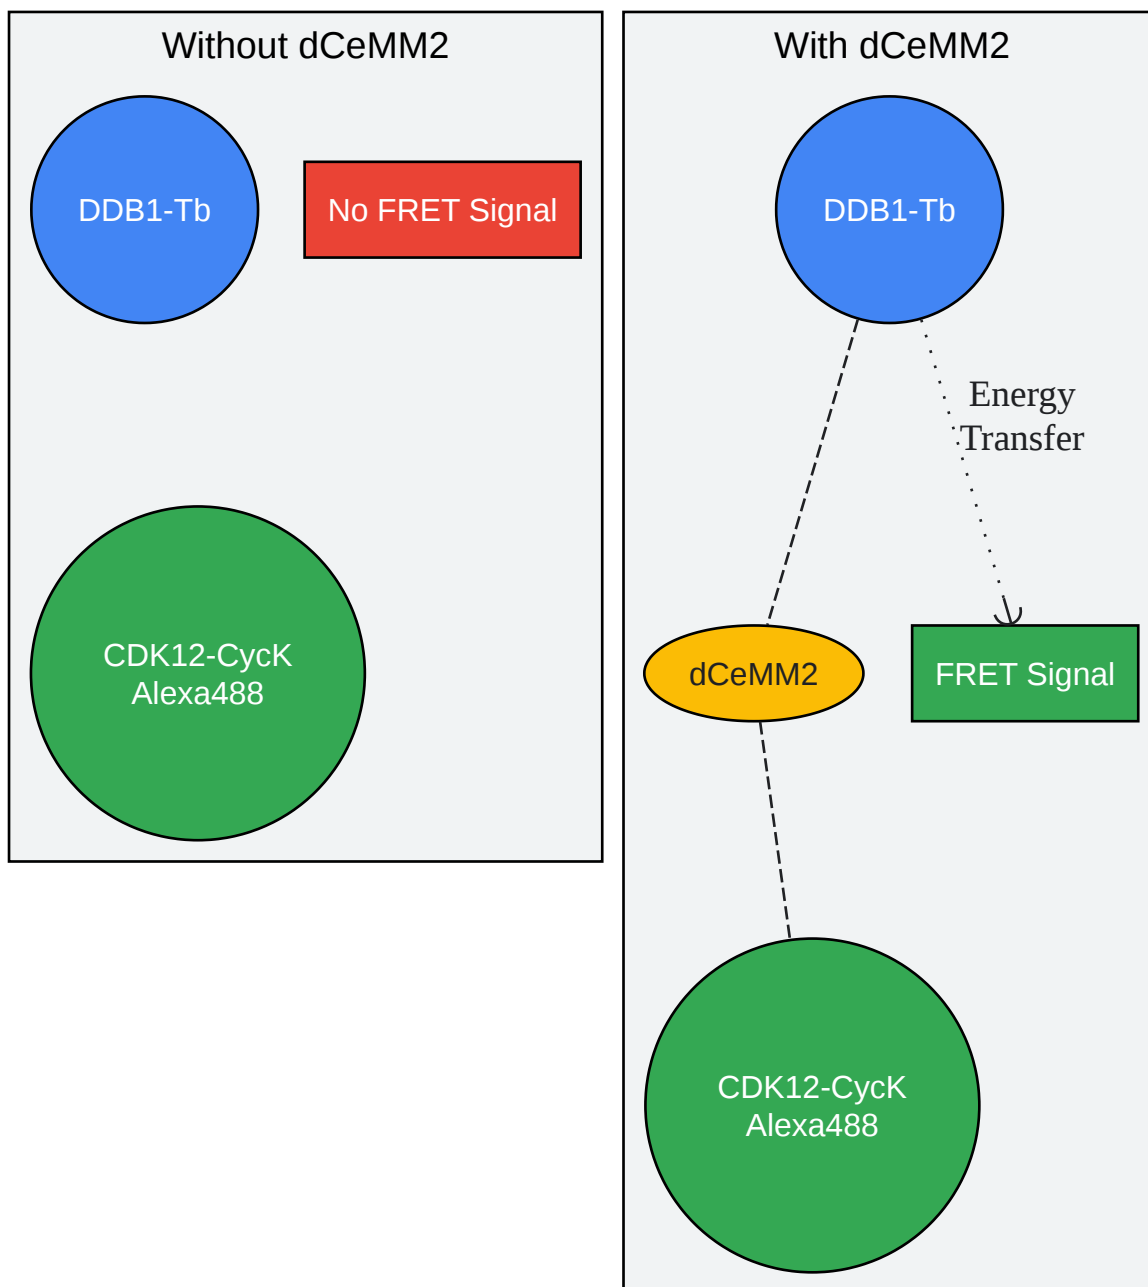 Without dCeMM2
DDB1-Tb
No FRET Signal
CDK12-CycK
Alexa488
With dCeMM2
DDB1-Tb
Energy
Transfer
dCeMM2
FRET Signal
CDK12-CycK
Alexa488